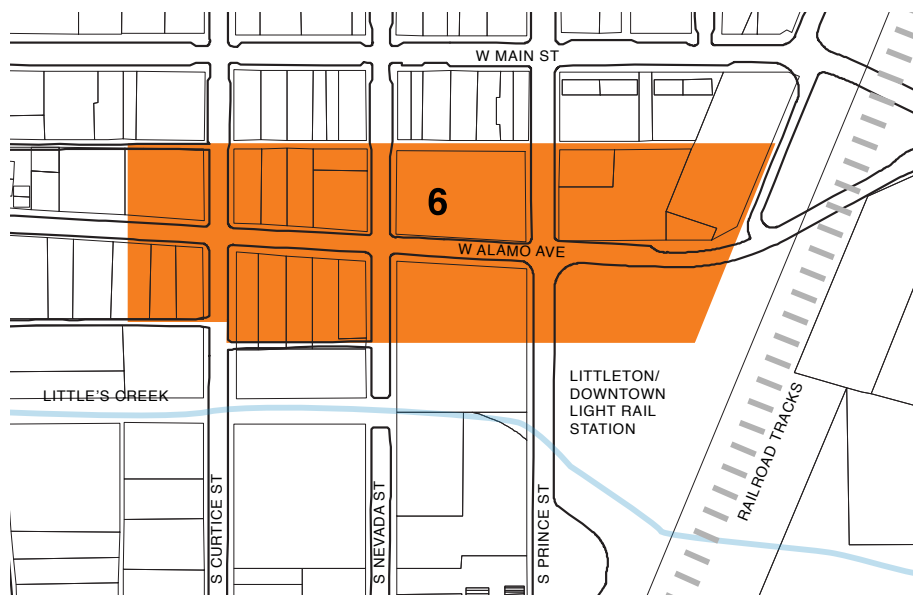 W MAIN ST
6
W ALAMO AVE
LITTLE'S CREEK
LITTLETON/
DOWNTOWN
LIGHT RAIL
STATION
RAILROAD TRACKS
S CURTICE ST
S NEVADA ST
S PRINCE ST